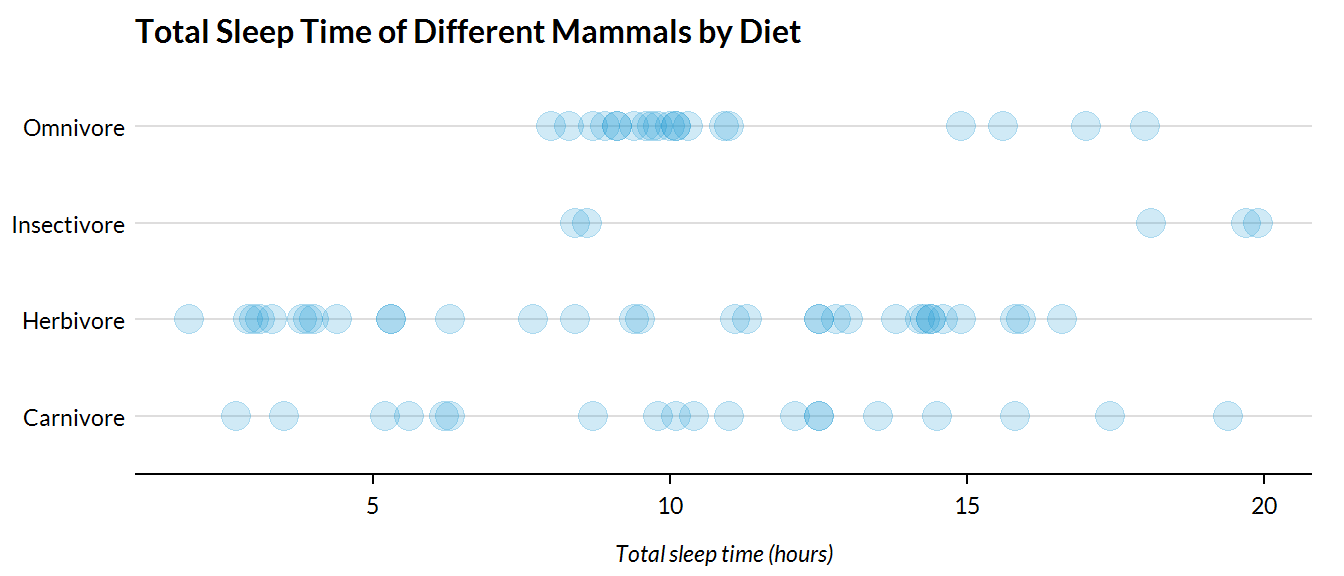 Total Sleep Time of Different Mammals by Diet
Omnivore
Insectivore
Herbivore
Carnivore
5 10 15 20
Total sleep time (hours)